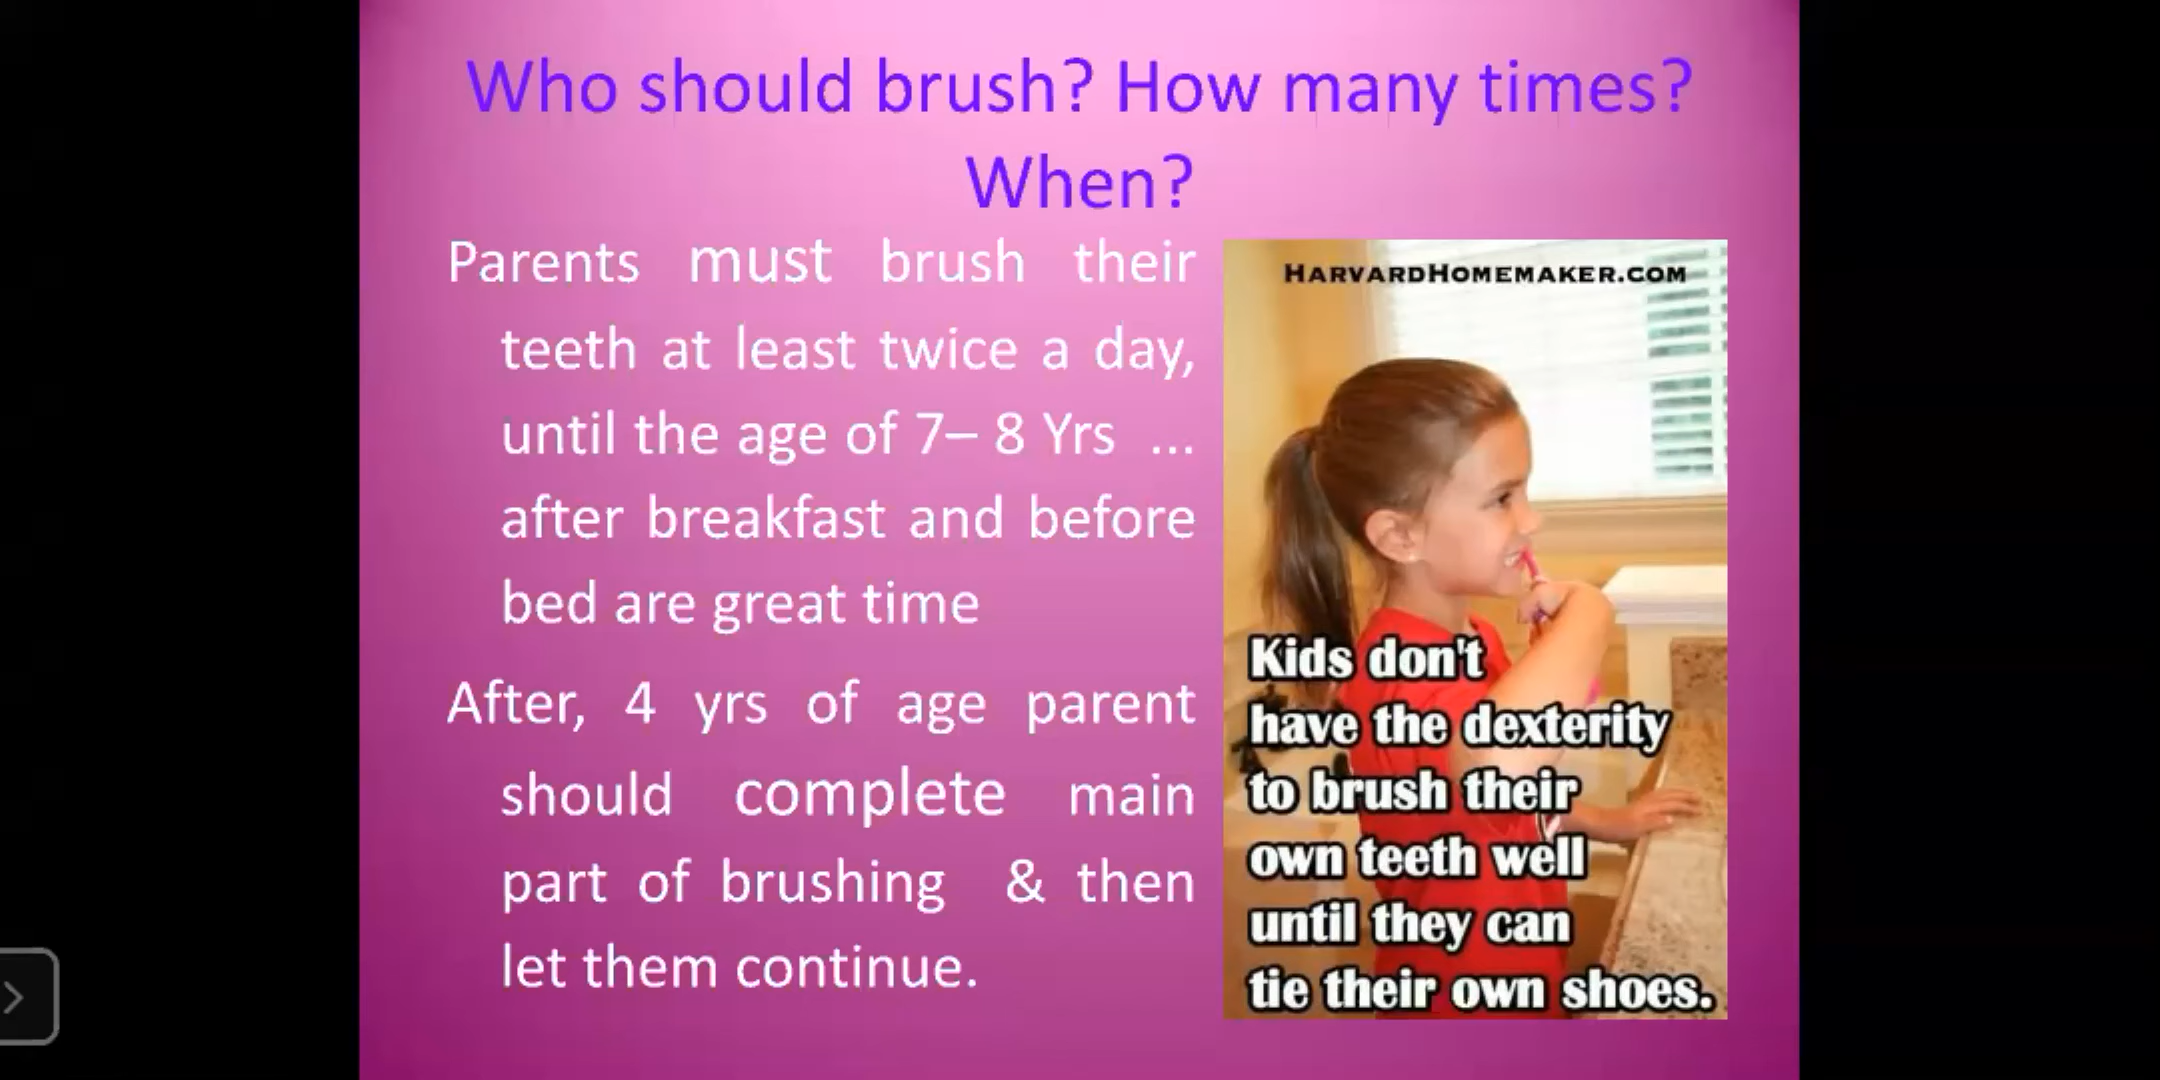 Who should brush? How many times?
When?
Parents must brush their
teeth at least twice a day,
until the age of 7– 8 Yrs ...
after breakfast and before
bed are great time
After, 4 yrs of age parent
should complete main
part of brushing & then
let them continue.
HARVARDHOMEMAKER.COM
Kids don't
have the dexterity
to brush their
own teeth well
until they can
tie their own shoes.